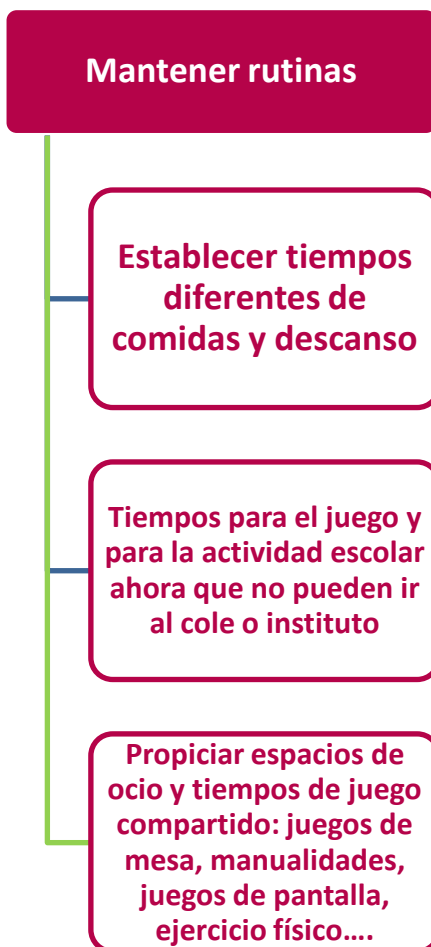 Mantener rutinas
Establecer tiempos
diferentes de
comidas y descanso
Tiempos para el juego y
para la actividad escolar
ahora que no pueden ir
al cole o instituto
Propiciar espacios de
ocio y tiempos de juego
compartido: juegos de
mesa, manualidades,
juegos de pantalla,
ejercicio físico....